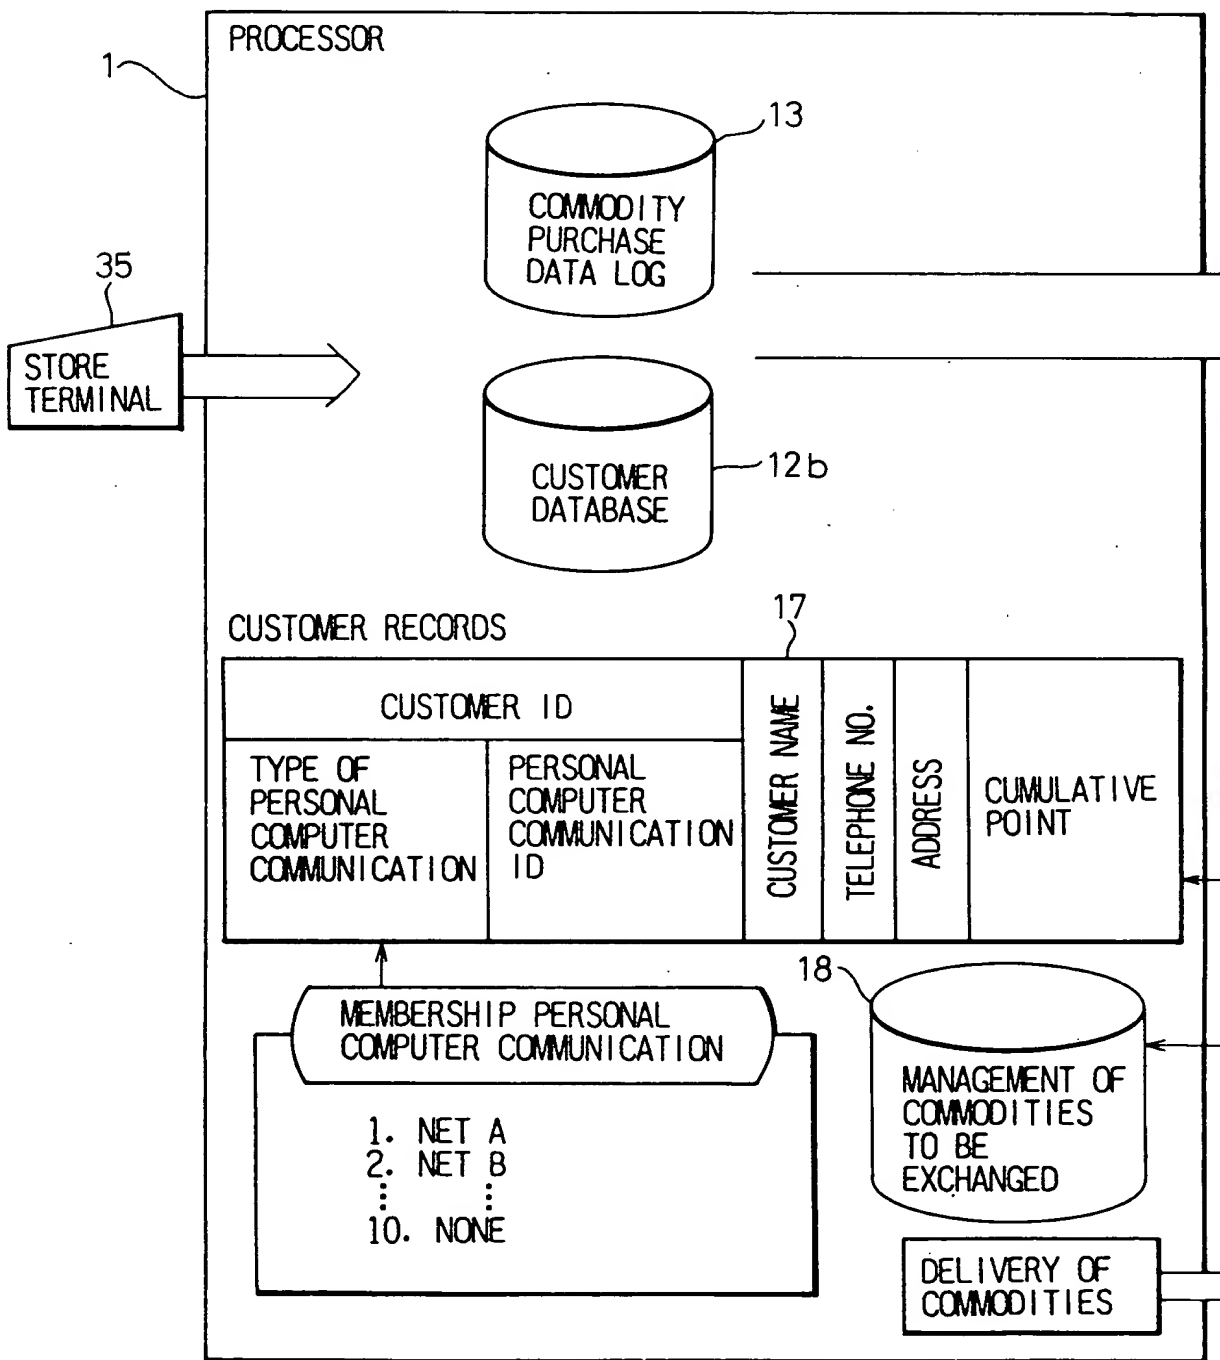 PROCESSOR
1
13
COMMODITY
PURCHASE
DATA LOG
35
STORE
TERMINAL
CUSTOMER
DATABASE
12b
17
CUSTOMER RECORDS
CUSTOMER ID
TYPE OF
PERSONAL
COMPUTER
COMMUNICATION
PERSONAL
COMPUTER
COMMUNICATION
ID
CUSTOMER NAME
TELEPHONE NO.
ADDRESS
CUMULATIVE
POINT
MEMBERSHIP PERSONAL
COMPUTER COMMUNICATION
1. NET A
2. NET B
⋮ ⋮
10. NONE
18
MANAGEMENT OF
COMMODITIES
TO BE
EXCHANGED
DELIVERY OF
COMMODITIES